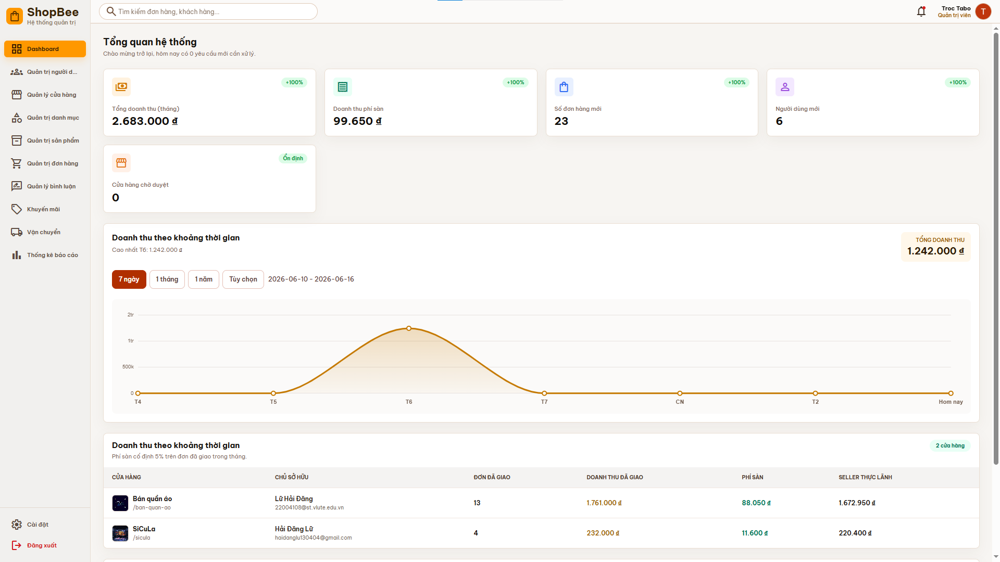 ShopBee
Hệ thống quản trị
Tìm kiếm đơn hàng, khách hàng...
Troc Tabo
Quản trị viên
T
Dashboard
Quản trị người d...
Quản lý cửa hàng
Quản trị danh mục
Quản trị sản phẩm
Quản trị đơn hàng
Quản lý bình luận
Khuyến mãi
Vận chuyển
Thống kê báo cáo
Cài đặt
Đăng xuất
Tổng quan hệ thống
Chào mừng trở lại, hôm nay có 0 yêu cầu mới cần xử lý.
+100%
Tổng doanh thu (tháng)
2.683.000 ₫
+100%
Doanh thu phí sàn
99.650 ₫
+100%
Số đơn hàng mới
23
+100%
Người dùng mới
6
Ổn định
Cửa hàng chờ duyệt
0
Doanh thu theo khoảng thời gian
Cao nhất T6: 1.242.000 ₫
TỔNG DOANH THU
1.242.000 ₫
7 ngày 1 tháng 1 năm Tùy chọn 2026-06-10 - 2026-06-16
2tr
1tr
500k
0
T4 T5 T6 T7 CN T2 Hom nay
Doanh thu theo khoảng thời gian
Phí sàn cố định 5% trên đơn đã giao trong tháng.
2 cửa hàng
CỬA HÀNG CHỦ SỞ HỮU ĐƠN ĐÃ GIAO DOANH THU ĐÃ GIAO PHÍ SÀN SELLER THỰC LÃNH
Bán quần áo Lữ Hải Đăng
/ban-quan-ao 22004108@st.vlute.edu.vn
13 1.761.000 ₫ 88.050 ₫ 1.672.950 ₫
SiCuLa Hải Đăng Lữ
/sicula haidanglu130404@gmail.com
4 232.000 ₫ 11.600 ₫ 220.400 ₫